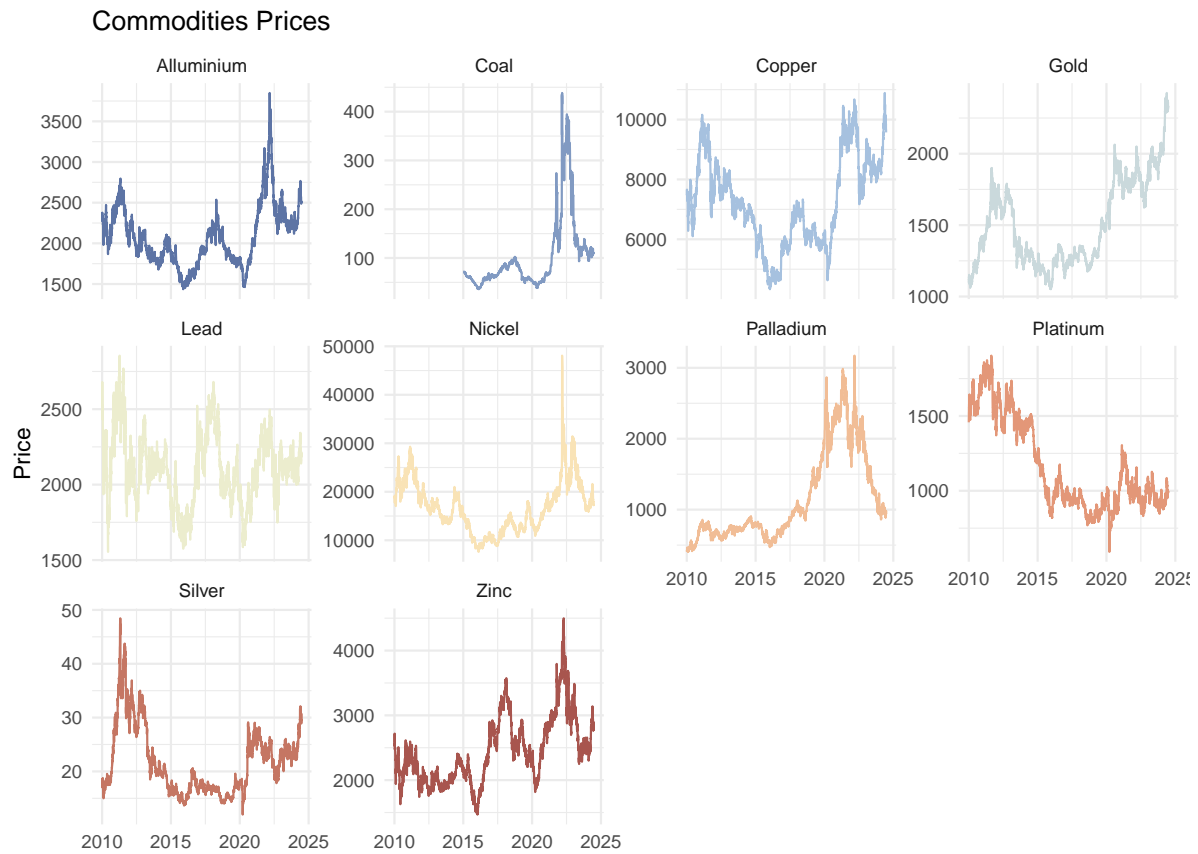 Commodities Prices
Alluminium Coal Copper Gold
3500 3000 2500 2000 1500
400 300 200 100
10000 8000 6000
2000 1500 1000
Lead Nickel Palladium Platinum
2500 2000 1500
50000 40000 30000 20000 10000
3000 2000 1000
1500 1000
Price
2010 2015 2020 2025 2010 2015 2020 2025
Silver Zinc
50 40 30 20
4000 3000 2000
2010 2015 2020 2025 2010 2015 2020 2025